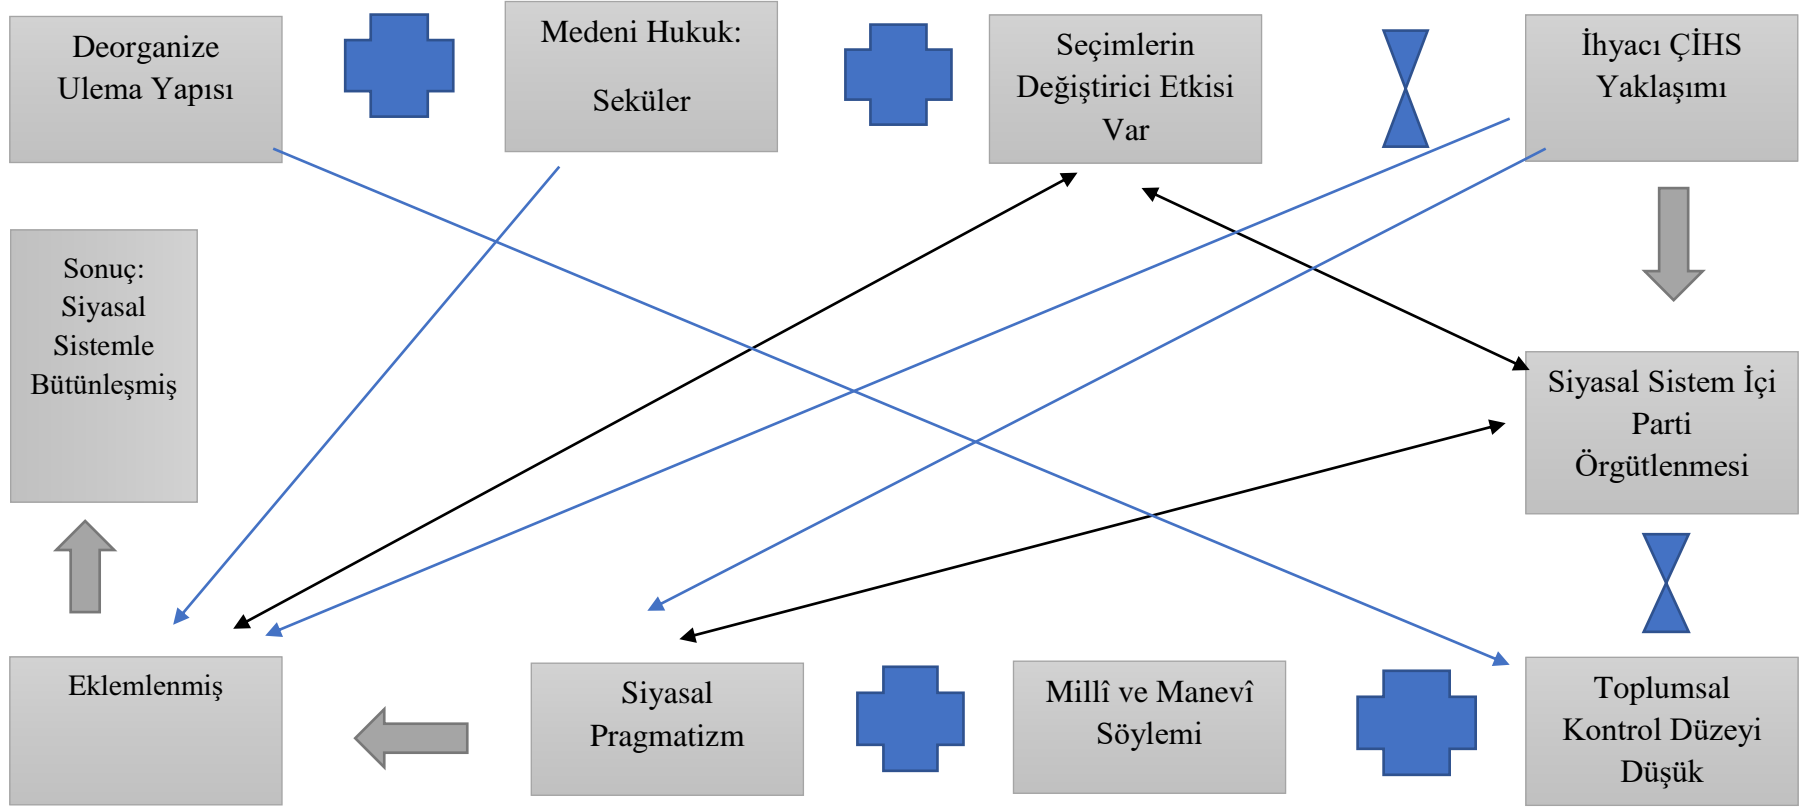 Deorganize
Ulema Yapısı
Medeni Hukuk:
Seküler
Seçimlerin
Değiştirici Etkisi
Var
İhyacı ÇİHS
Yaklaşımı
Sonuç:
Siyasal
Sistemle
Bütünleşmiş
Siyasal Sistem İçi
Parti
Örgütlenmesi
Eklemlenmiş
Siyasal
Pragmatizm
Millî ve Manevî
Söylemi
Toplumsal
Kontrol Düzeyi
Düşük